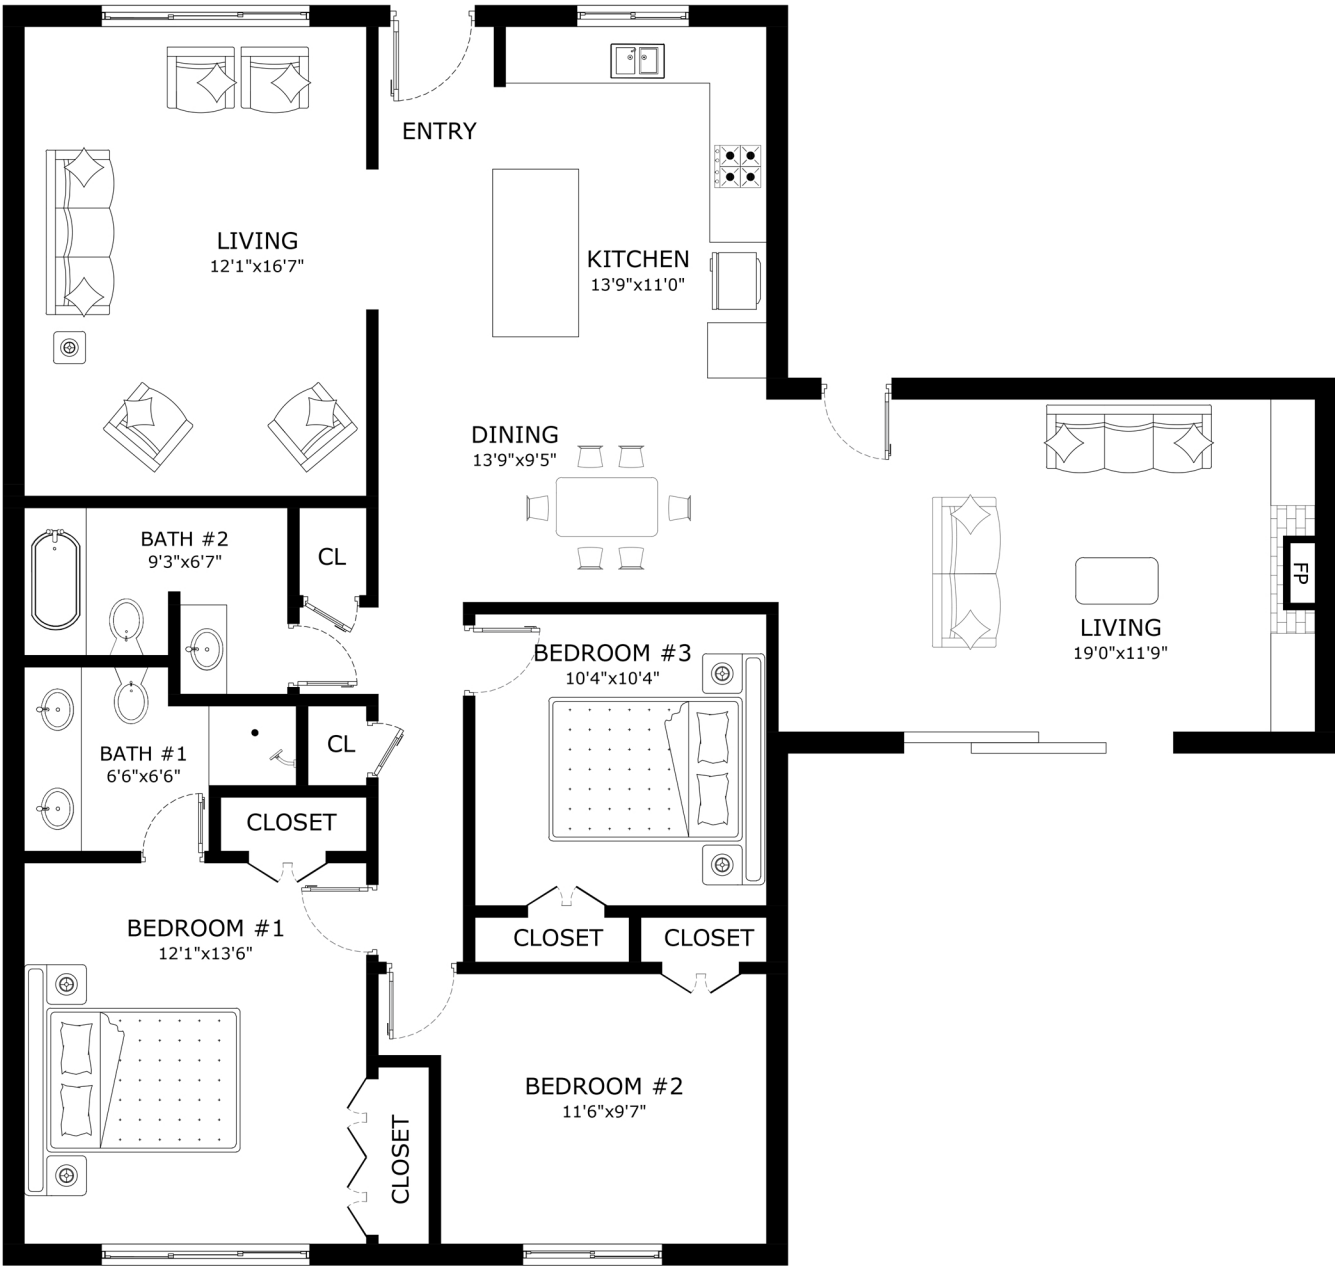 ENTRY
LIVING
12'1"x16'7"
KITCHEN
13'9"x11'0"
DINING
13'9"x9'5"
BATH #2
9'3"x6'7"
CL
FP
LIVING
19'0"x11'9"
BEDROOM #3
10'4"x10'4"
BATH #1
6'6"x6'6"
CL
CLOSET
BEDROOM #1
12'1"x13'6"
CLOSET
CLOSET
BEDROOM #2
11'6"x9'7"
CLOSET